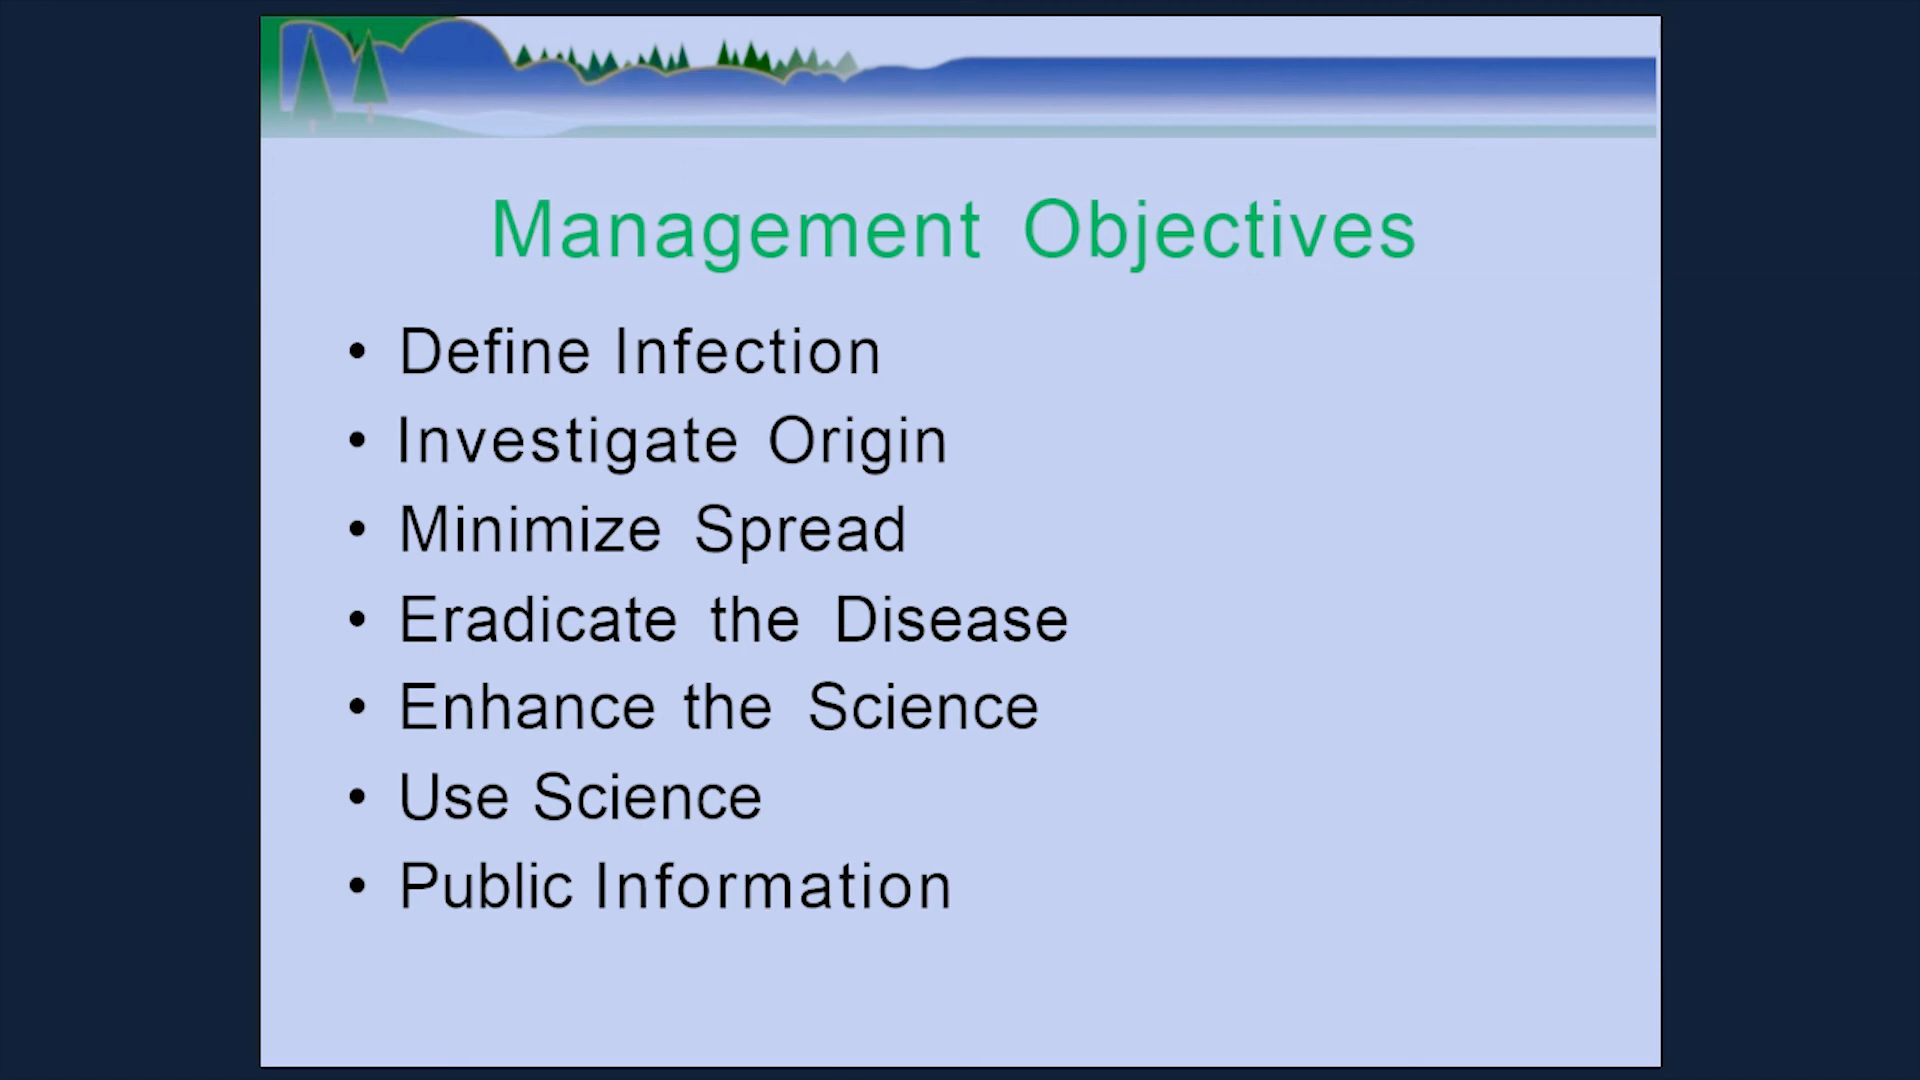 Management Objectives
• Define Infection
• Investigate Origin
• Minimize Spread
• Eradicate the Disease
• Enhance the Science
• Use Science
• Public Information